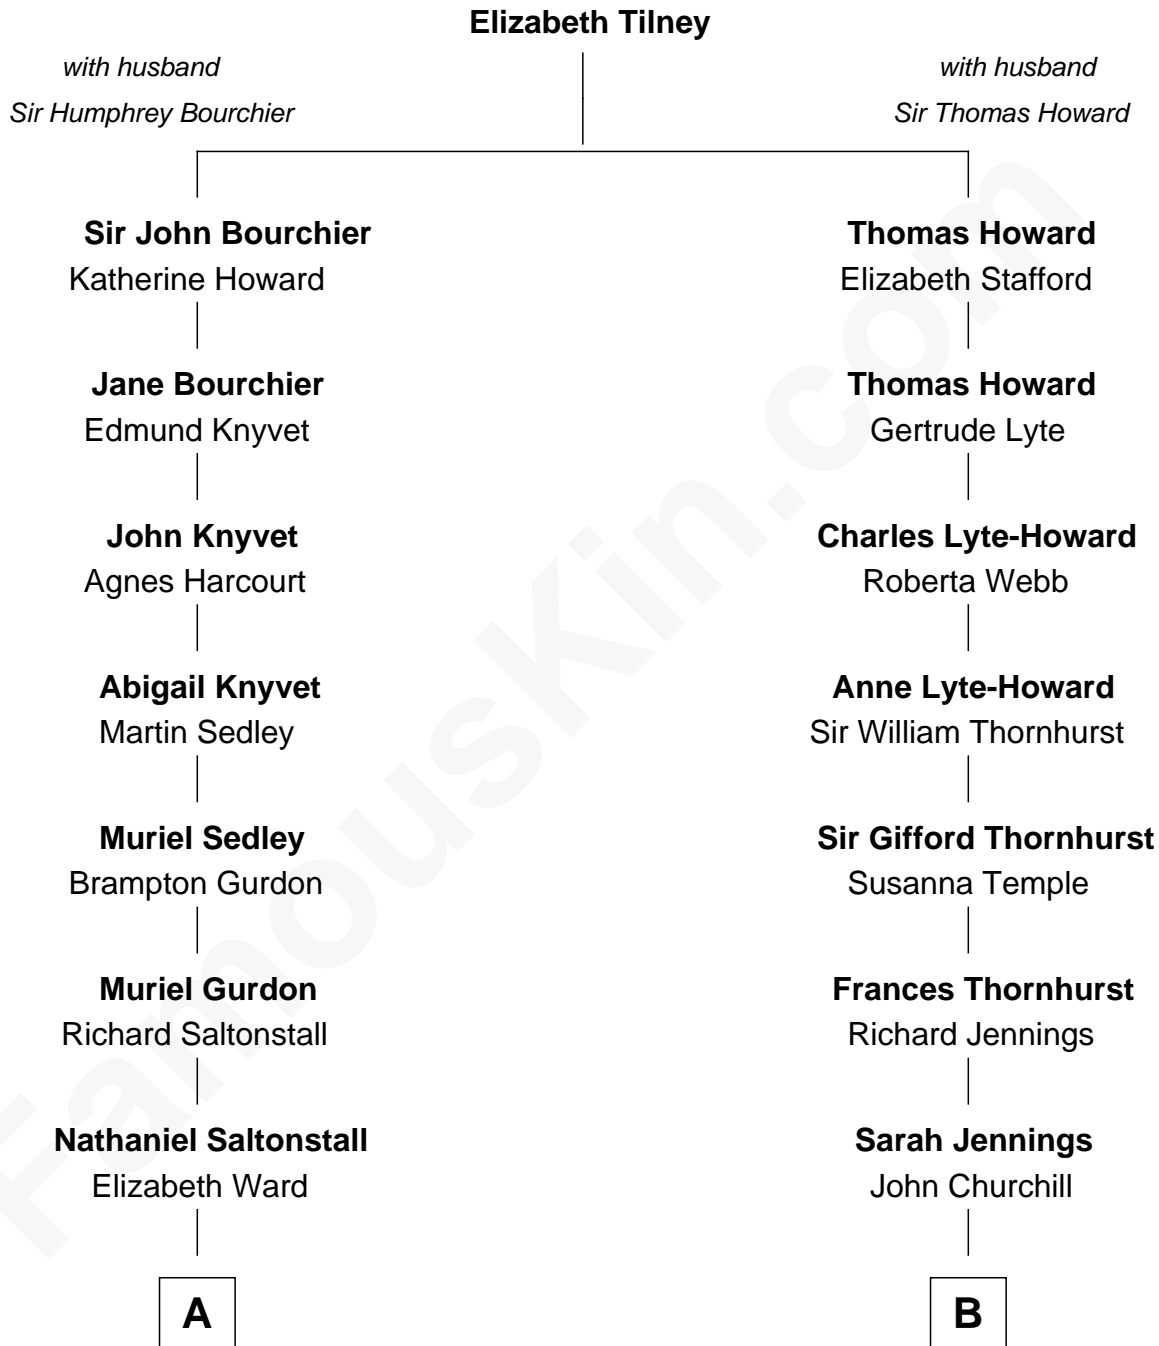 Elizabeth Tilney
with husband
Sir Humphrey Bourchier
with husband
Sir Thomas Howard
Sir John Bourchier
Katherine Howard
Thomas Howard
Elizabeth Stafford
Jane Bourchier
Edmund Knyvet
Thomas Howard
Gertrude Lyte
John Knyvet
Agnes Harcourt
Charles Lyte-Howard
Roberta Webb
Abigail Knyvet
Martin Sedley
Anne Lyte-Howard
Sir William Thornhurst
Muriel Sedley
Brampton Gurdon
Sir Gifford Thornhurst
Susanna Temple
Muriel Gurdon
Richard Saltonstall
Frances Thornhurst
Richard Jennings
Nathaniel Saltonstall
Elizabeth Ward
Sarah Jennings
John Churchill
A
B
FamousKin.com